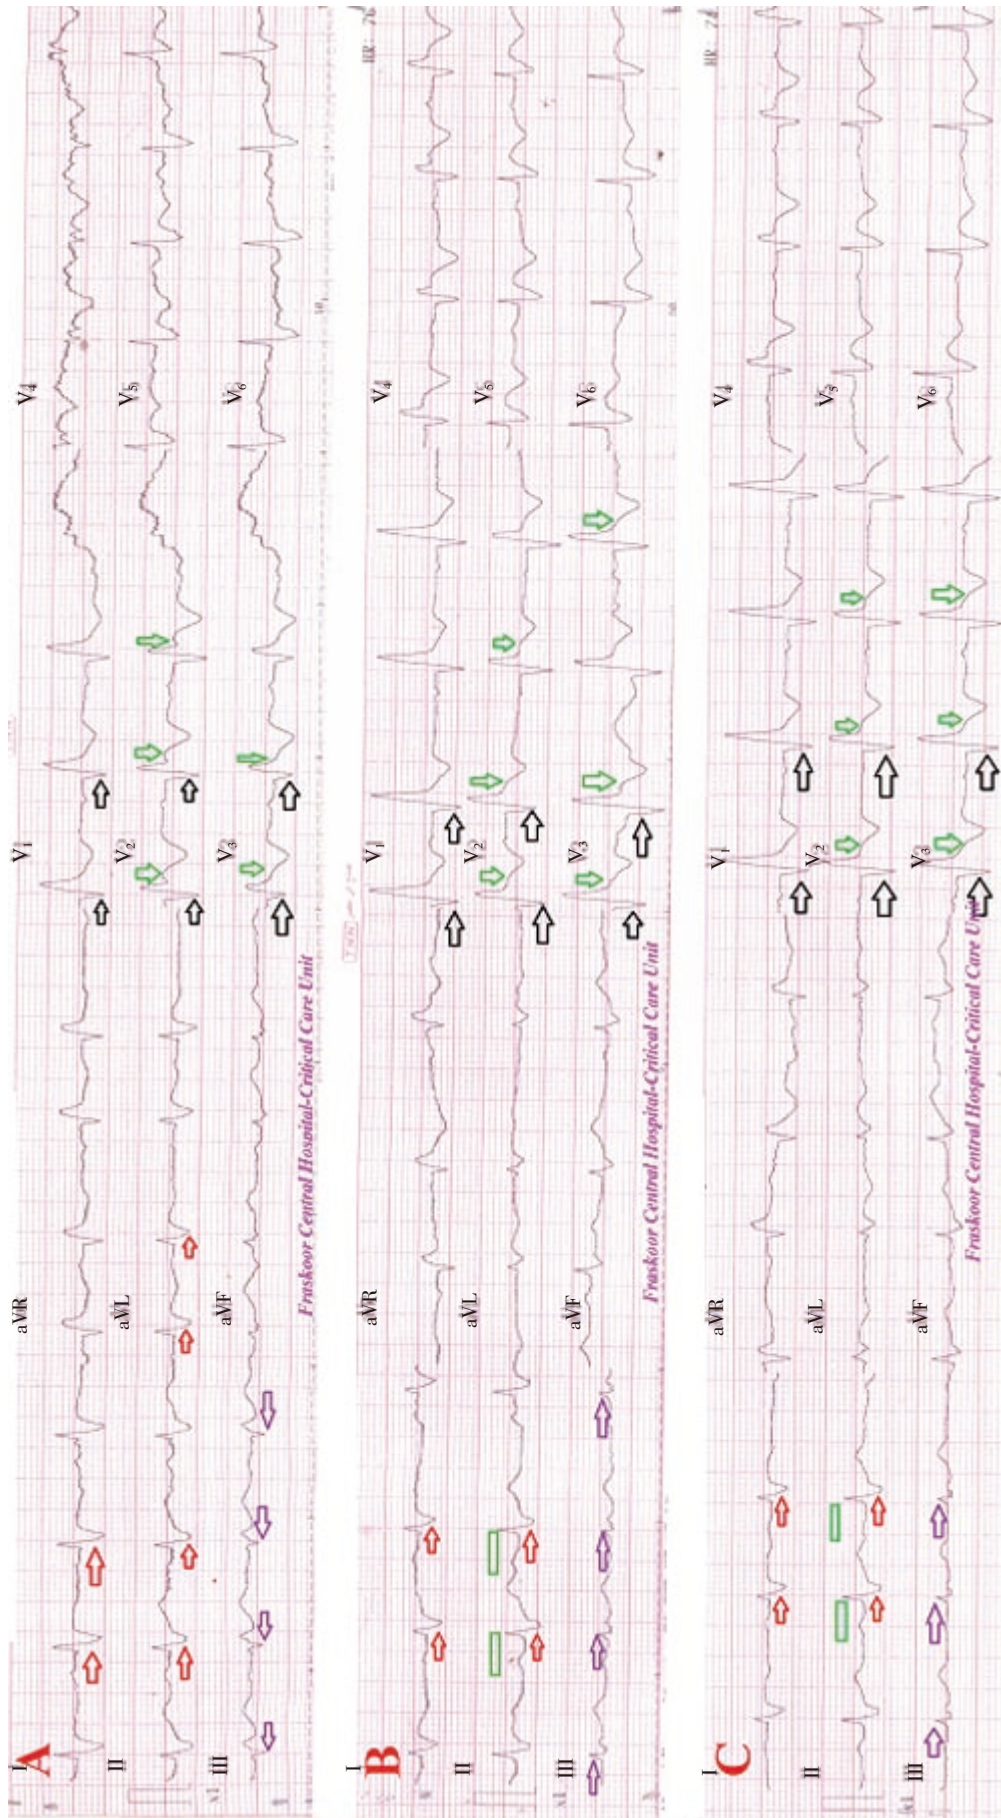 A
I
aVR
V1
V4
II
aVL
V2
V5
III
aVF
V3
V6
Fraskoor Central Hospital-Critical Care Unit
B
I
aVR
V1
V4
II
aVL
V2
V5
III
aVF
V3
V6
Fraskoor Central Hospital-Critical Care Unit
C
I
aVR
V1
V4
II
aVL
V2
V5
III
aVF
V3
V6
Fraskoor Central Hospital-Critical Care Unit